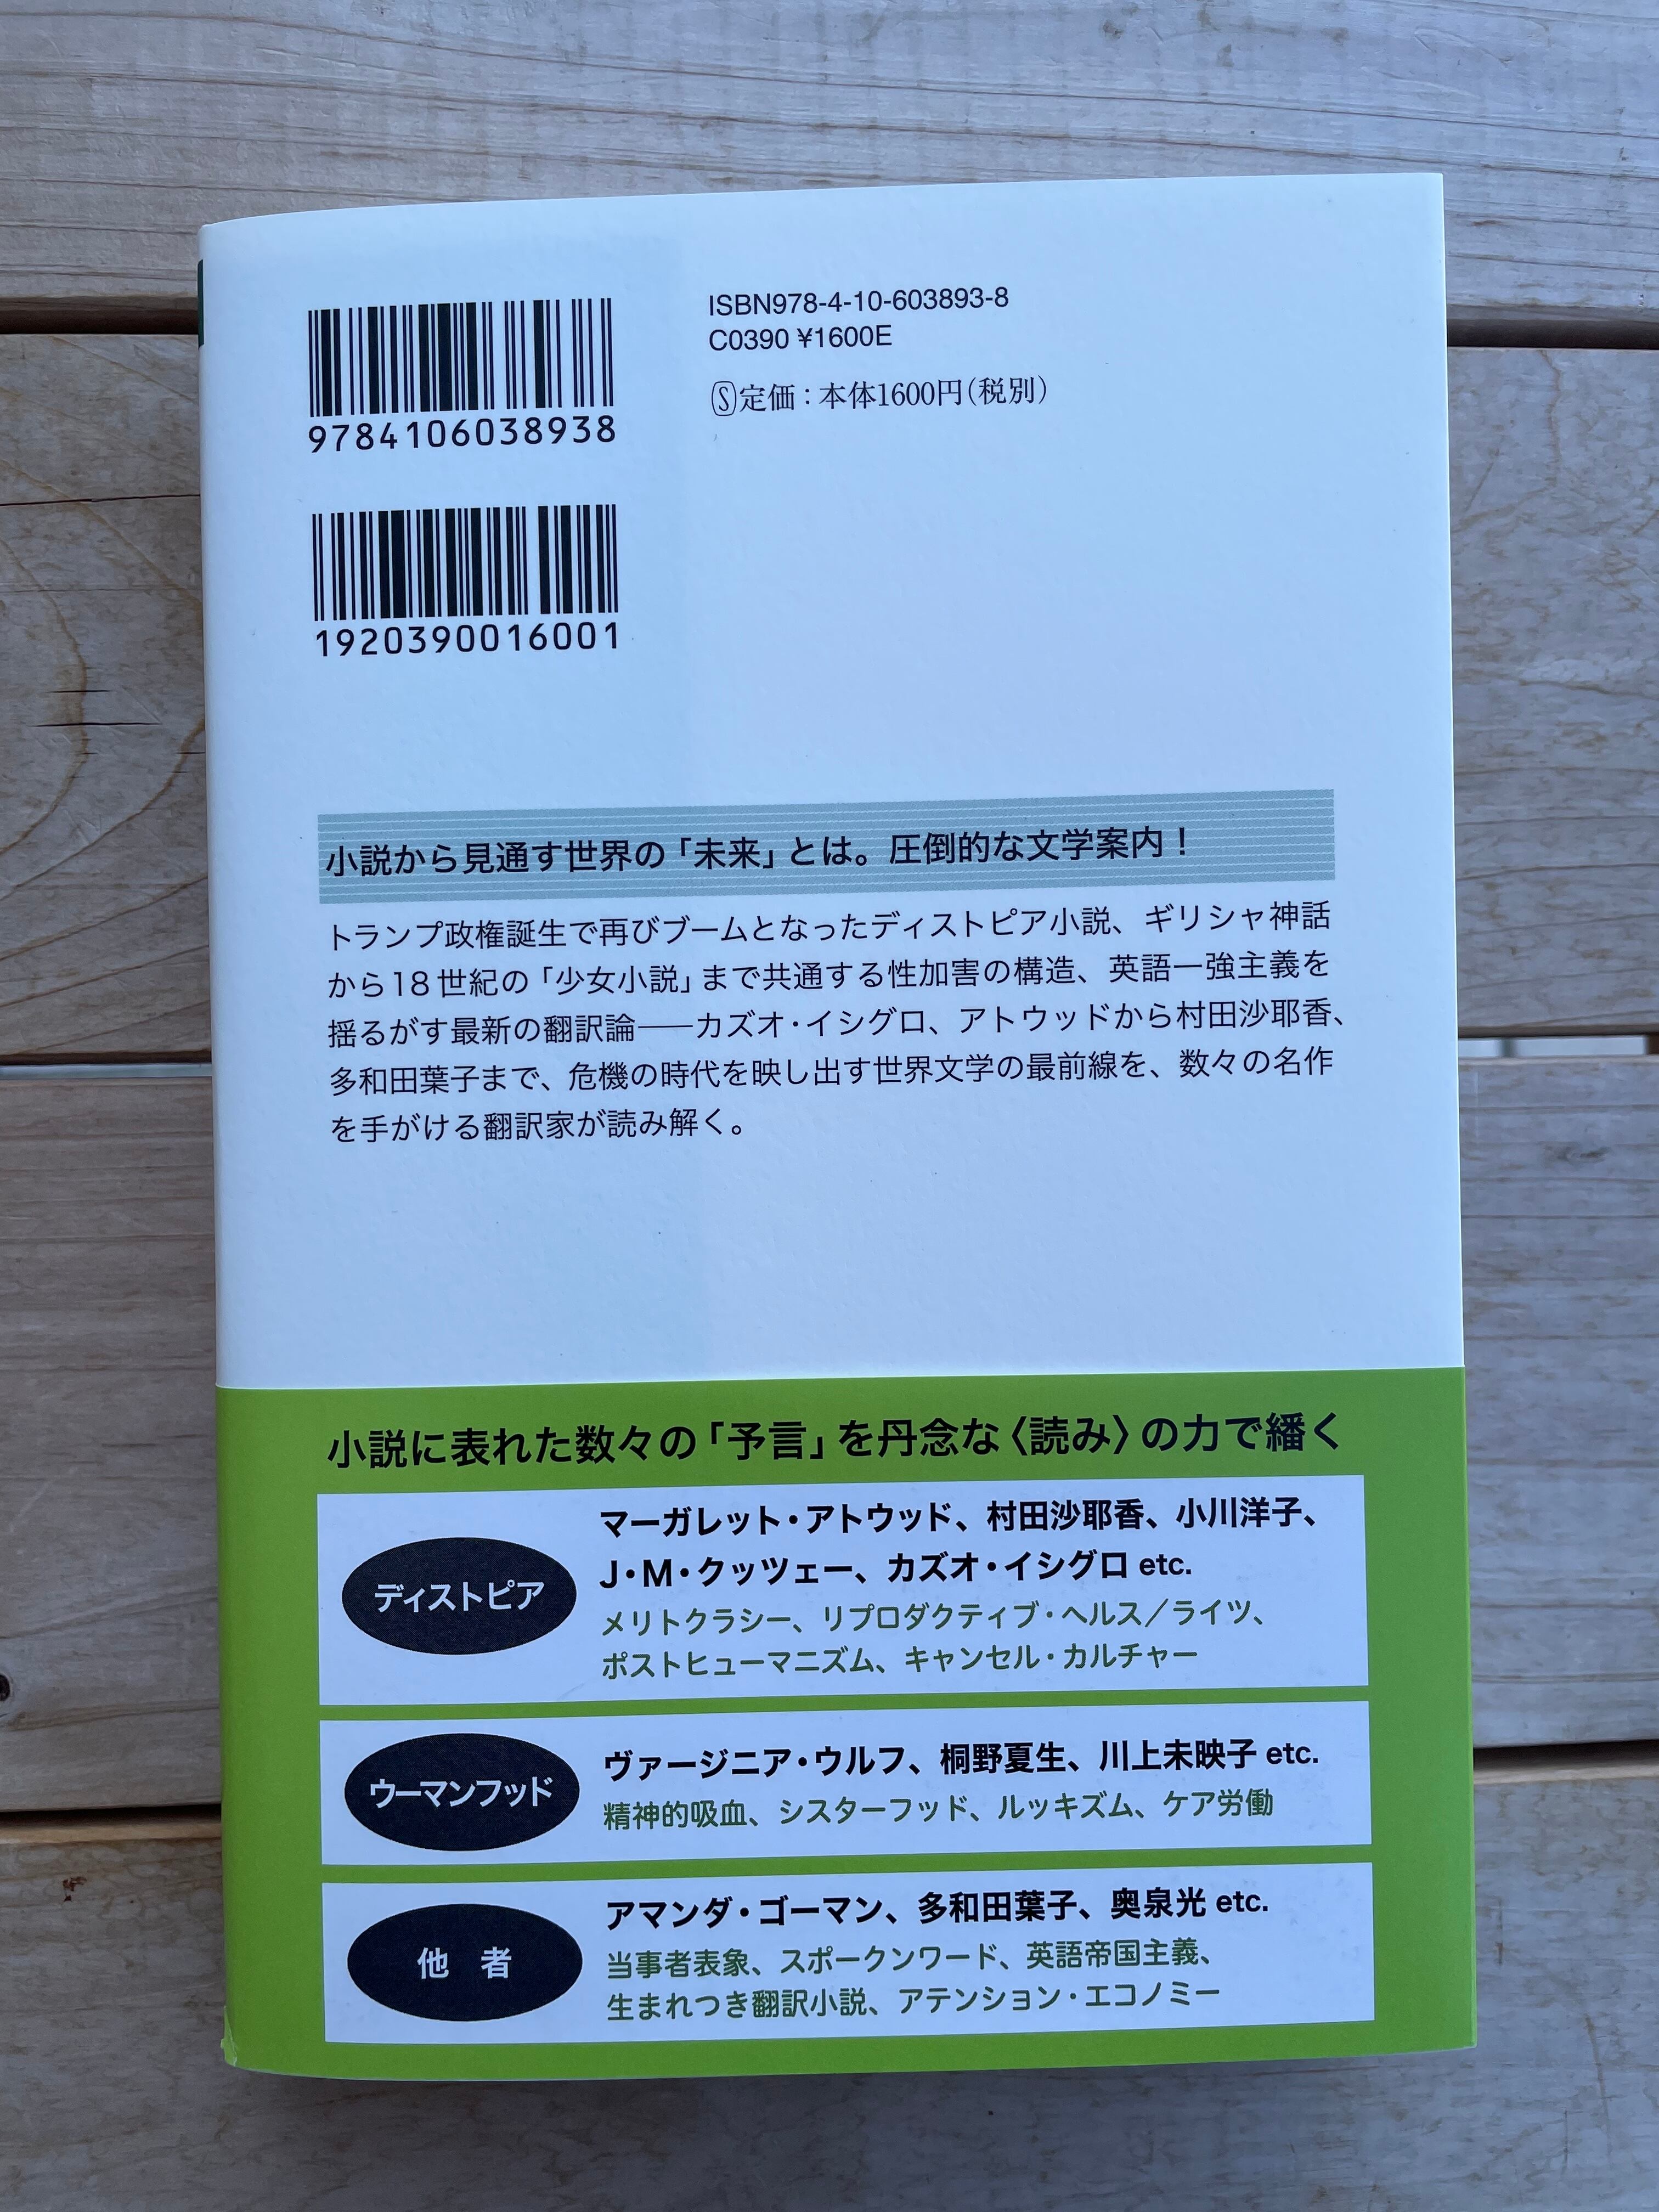 9784106038938
1920390016001
ISBN978-4-10-603893-8
C0390 ¥1600E
Ⓢ定価：本体1600円（税別）
小説から見通す世界の「未来」とは。圧倒的な文学案内！
トランプ政権誕生で再びブームとなったディストピア小説、ギリシャ神話
から18世紀の「少女小説」まで共通する性加害の構造、英語一強主義を
揺るがす最新の翻訳論――カズオ・イシグロ、アトウッドから村田沙耶香、
多和田葉子まで、危機の時代を映し出す世界文学の最前線を、数々の名作
を手がける翻訳家が読み解く。
小説に表れた数々の「予言」を丹念な〈読み〉の力で繙く
ディストピア
マーガレット・アトウッド、村田沙耶香、小川洋子、
J・M・クッツェー、カズオ・イシグロ etc.
メリトクラシー、リプロダクティブ・ヘルス／ライツ、
ポストヒューマニズム、キャンセル・カルチャー
ウーマンフッド
ヴァージニア・ウルフ、桐野夏生、川上未映子 etc.
精神的吸血、シスターフッド、ルッキズム、ケア労働
他　者
アマンダ・ゴーマン、多和田葉子、奥泉光 etc.
当事者表象、スポークンワード、英語帝国主義、
生まれつき翻訳小説、アテンション・エコノミー